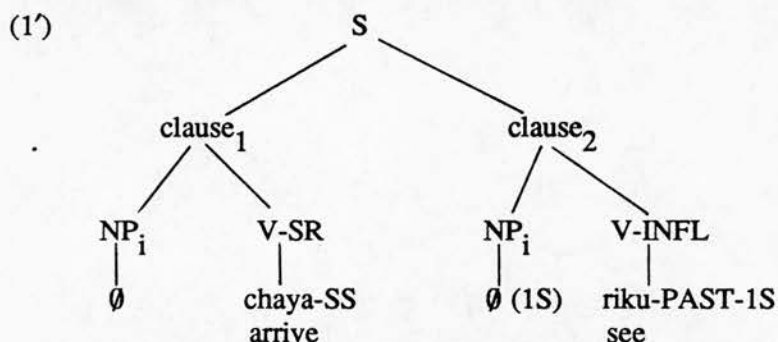 (1′) S
clause1 clause2
NPi V-SR NPi V-INFL
Ø chaya-SS Ø (1S) riku-PAST-1S
arrive see